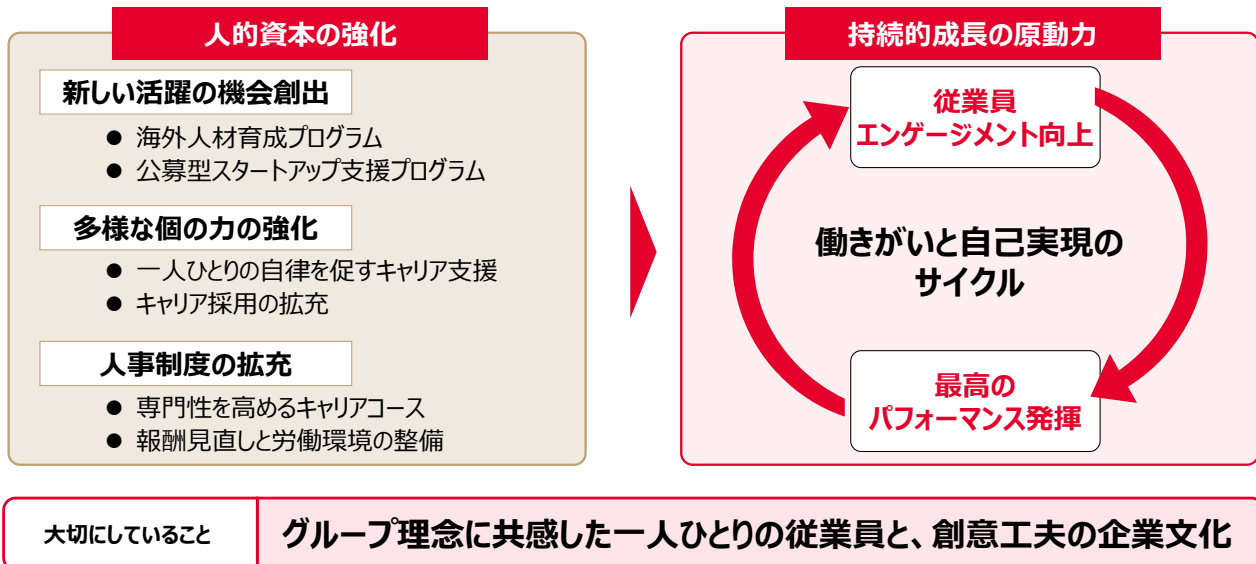 人的資本の強化
新しい活躍の機会創出
● 海外人材育成プログラム
● 公募型スタートアップ支援プログラム
多様な個の力の強化
● 一人ひとりの自律を促すキャリア支援
● キャリア採用の拡充
人事制度の拡充
● 専門性を高めるキャリアコース
● 報酬見直しと労働環境の整備
持続的成長の原動力
従業員
エンゲージメント向上
働きがいと自己実現の
サイクル
最高の
パフォーマンス発揮
大切にしていること
グループ理念に共感した一人ひとりの従業員と、創意工夫の企業文化